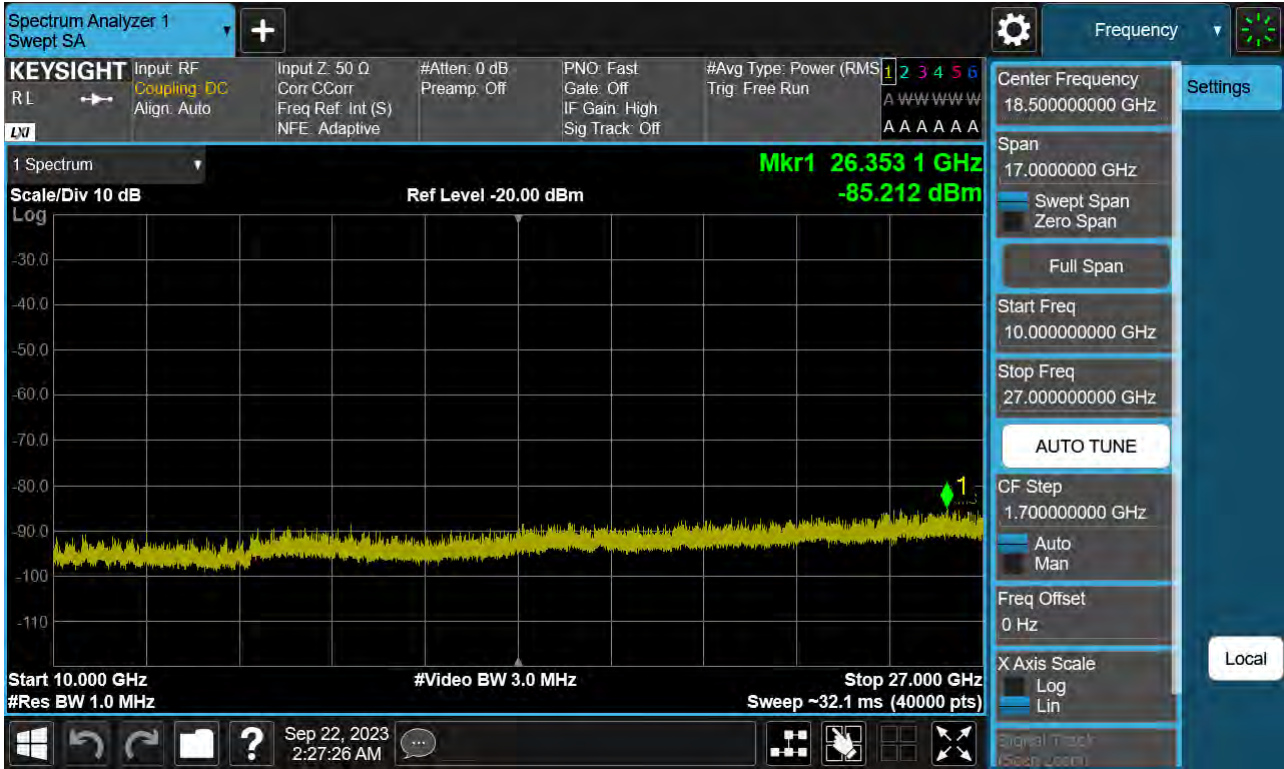 Spectrum Analyzer 1
Swept SA
+
Frequency
KEYSIGHT
RL
LXI
Input: RF
Coupling: DC
Align: Auto
Input Z: 50 Ω
Corr CCorr
Freq Ref: Int (S)
NFE: Adaptive
#Atten: 0 dB
Preamp: Off
PNO: Fast
Gate: Off
IF Gain: High
Sig Track: Off
#Avg Type: Power (RMS
Trig: Free Run
1 2 3 4 5 6
A W W W W W
A A A A A A
1 Spectrum
Scale/Div 10 dB
Ref Level -20.00 dBm
Mkr1 26.353 1 GHz
-85.212 dBm
Log
-30.0
-40.0
-50.0
-60.0
-70.0
-80.0
-90.0
-100
-110
1
Start 10.000 GHz
#Res BW 1.0 MHz
#Video BW 3.0 MHz
Stop 27.000 GHz
Sweep ~32.1 ms (40000 pts)
Center Frequency
18.500000000 GHz
Span
17.0000000 GHz
Swept Span
Zero Span
Full Span
Start Freq
10.000000000 GHz
Stop Freq
27.000000000 GHz
AUTO TUNE
CF Step
1.700000000 GHz
Auto
Man
Freq Offset
0 Hz
X Axis Scale
Log
Lin
Signal Track
(Span Zoom)
Settings
Local
?
Sep 22, 2023
2:27:26 AM